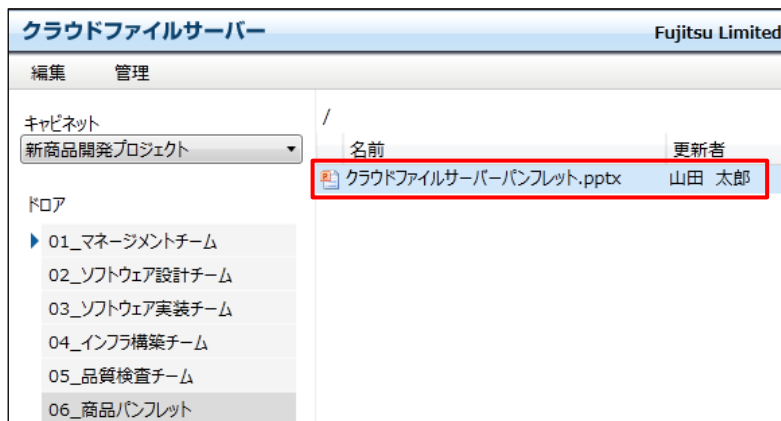 クラウドファイルサーバー
Fujitsu Limited
編集 管理
キャビネット
新商品開発プロジェクト
ドロア
01_マネージメントチーム
02_ソフトウェア設計チーム
03_ソフトウェア実装チーム
04_インフラ構築チーム
05_品質検査チーム
06_商品パンフレット
/
名前 更新者
クラウドファイルサーバーパンフレット.pptx 山田 太郎